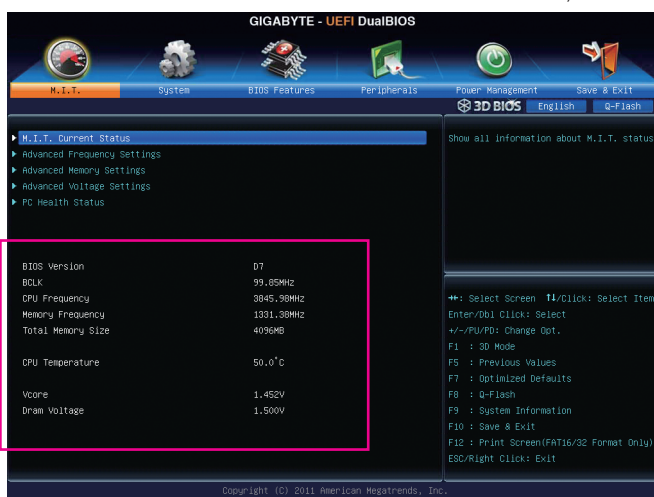 GIGABYTE - UEFI DualBIOS
M.I.T. System BIOS Features Peripherals Power Management Save & Exit
3D BIOS English Q-Flash
M.I.T. Current Status
Advanced Frequency Settings
Advanced Memory Settings
Advanced Voltage Settings
PC Health Status
Show all information about M.I.T. status
BIOS Version D7
BCLK 99.85MHz
CPU Frequency 3845.98MHz
Memory Frequency 1331.38MHz
Total Memory Size 4096MB
CPU Temperature 50.0°C
Vcore 1.452V
Dram Voltage 1.500V
→←: Select Screen ↑↓/Click: Select Item
Enter/Dbl Click: Select
+/-/PU/PD: Change Opt.
F1 : 3D Mode
F5 : Previous Values
F7 : Optimized Defaults
F8 : Q-Flash
F9 : System Information
F10 : Save & Exit
F12 : Print Screen(FAT16/32 Format Only)
ESC/Right Click: Exit
Copyright (C) 2011 American Megatrends, Inc.